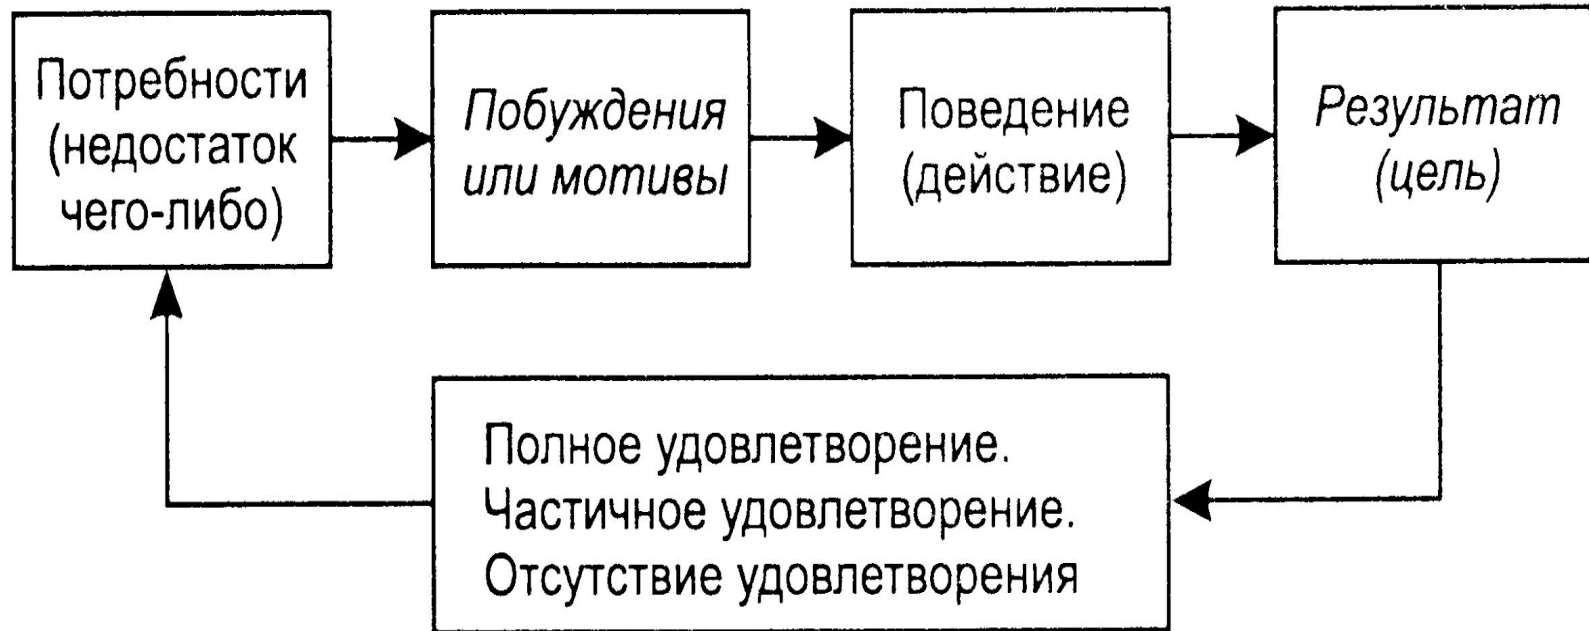 Потребности
(недостаток
чего-либо)
Побуждения
или мотивы
Поведение
(действие)
Результат
(цель)
Полное удовлетворение.
Частичное удовлетворение.
Отсутствие удовлетворения